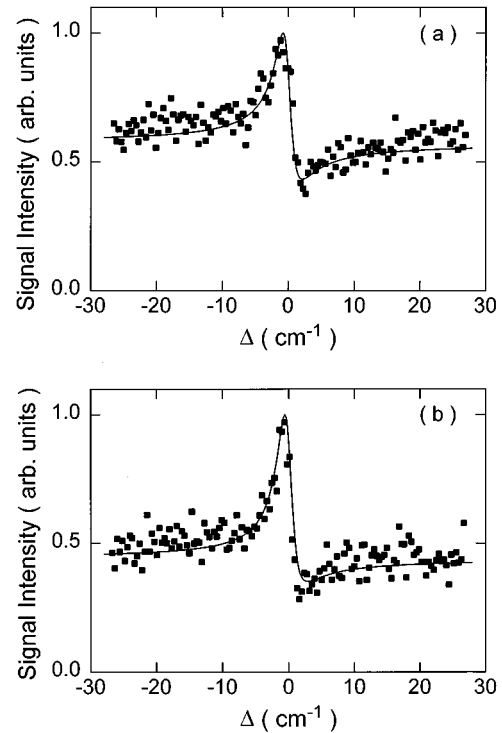 ( a )
Signal Intensity ( arb. units )
1.0
0.5
0.0
-30 -20 -10 0 10 20 30
Δ ( cm⁻¹ )
( b )
Signal Intensity ( arb. units )
1.0
0.5
0.0
-30 -20 -10 0 10 20 30
Δ ( cm⁻¹ )